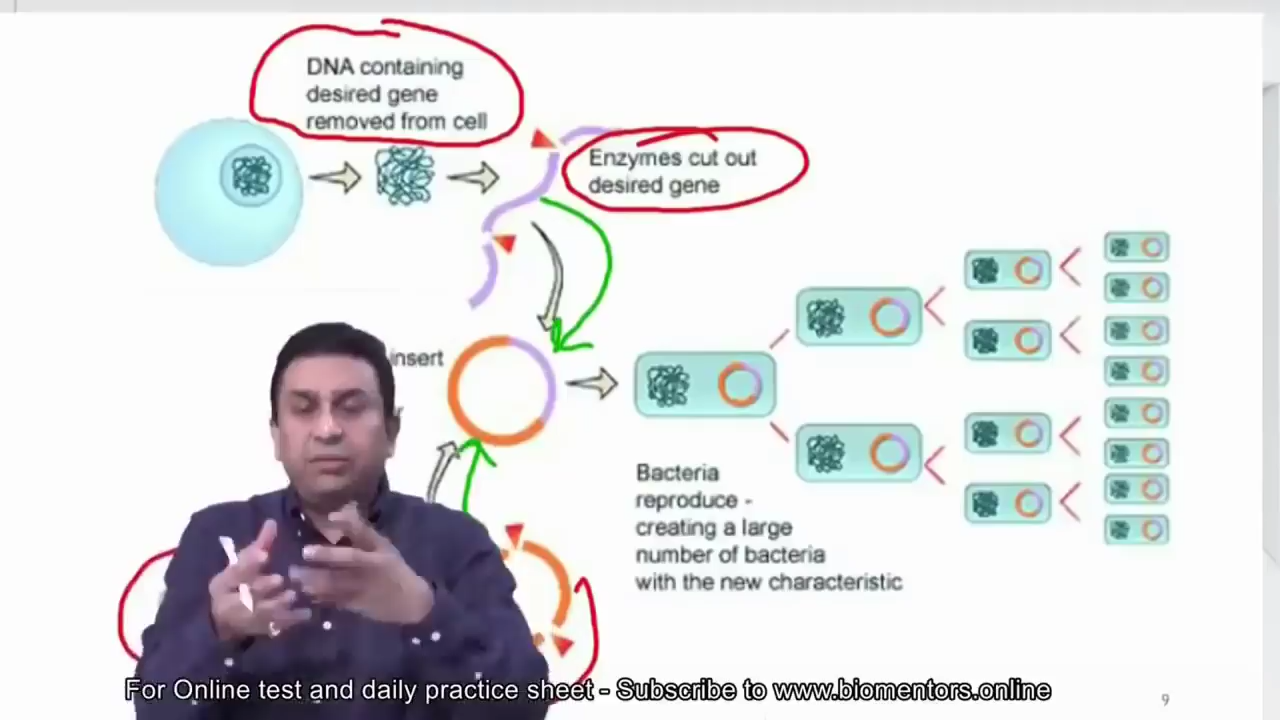 DNA containing
desired gene
removed from cell
Enzymes cut out
desired gene
insert
Bacteria
reproduce -
creating a large
number of bacteria
with the new characteristic
For Online test and daily practice sheet - Subscribe to www.biomentors.online
9